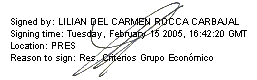 Signed by: LILIAN DEL CARMEN ROCCA CARBAJAL
Signing time: Tuesday, February 15 2005, 16:42:20 GMT
Location: PRES
Reason to sign: Res. Criterios Grupo Económico